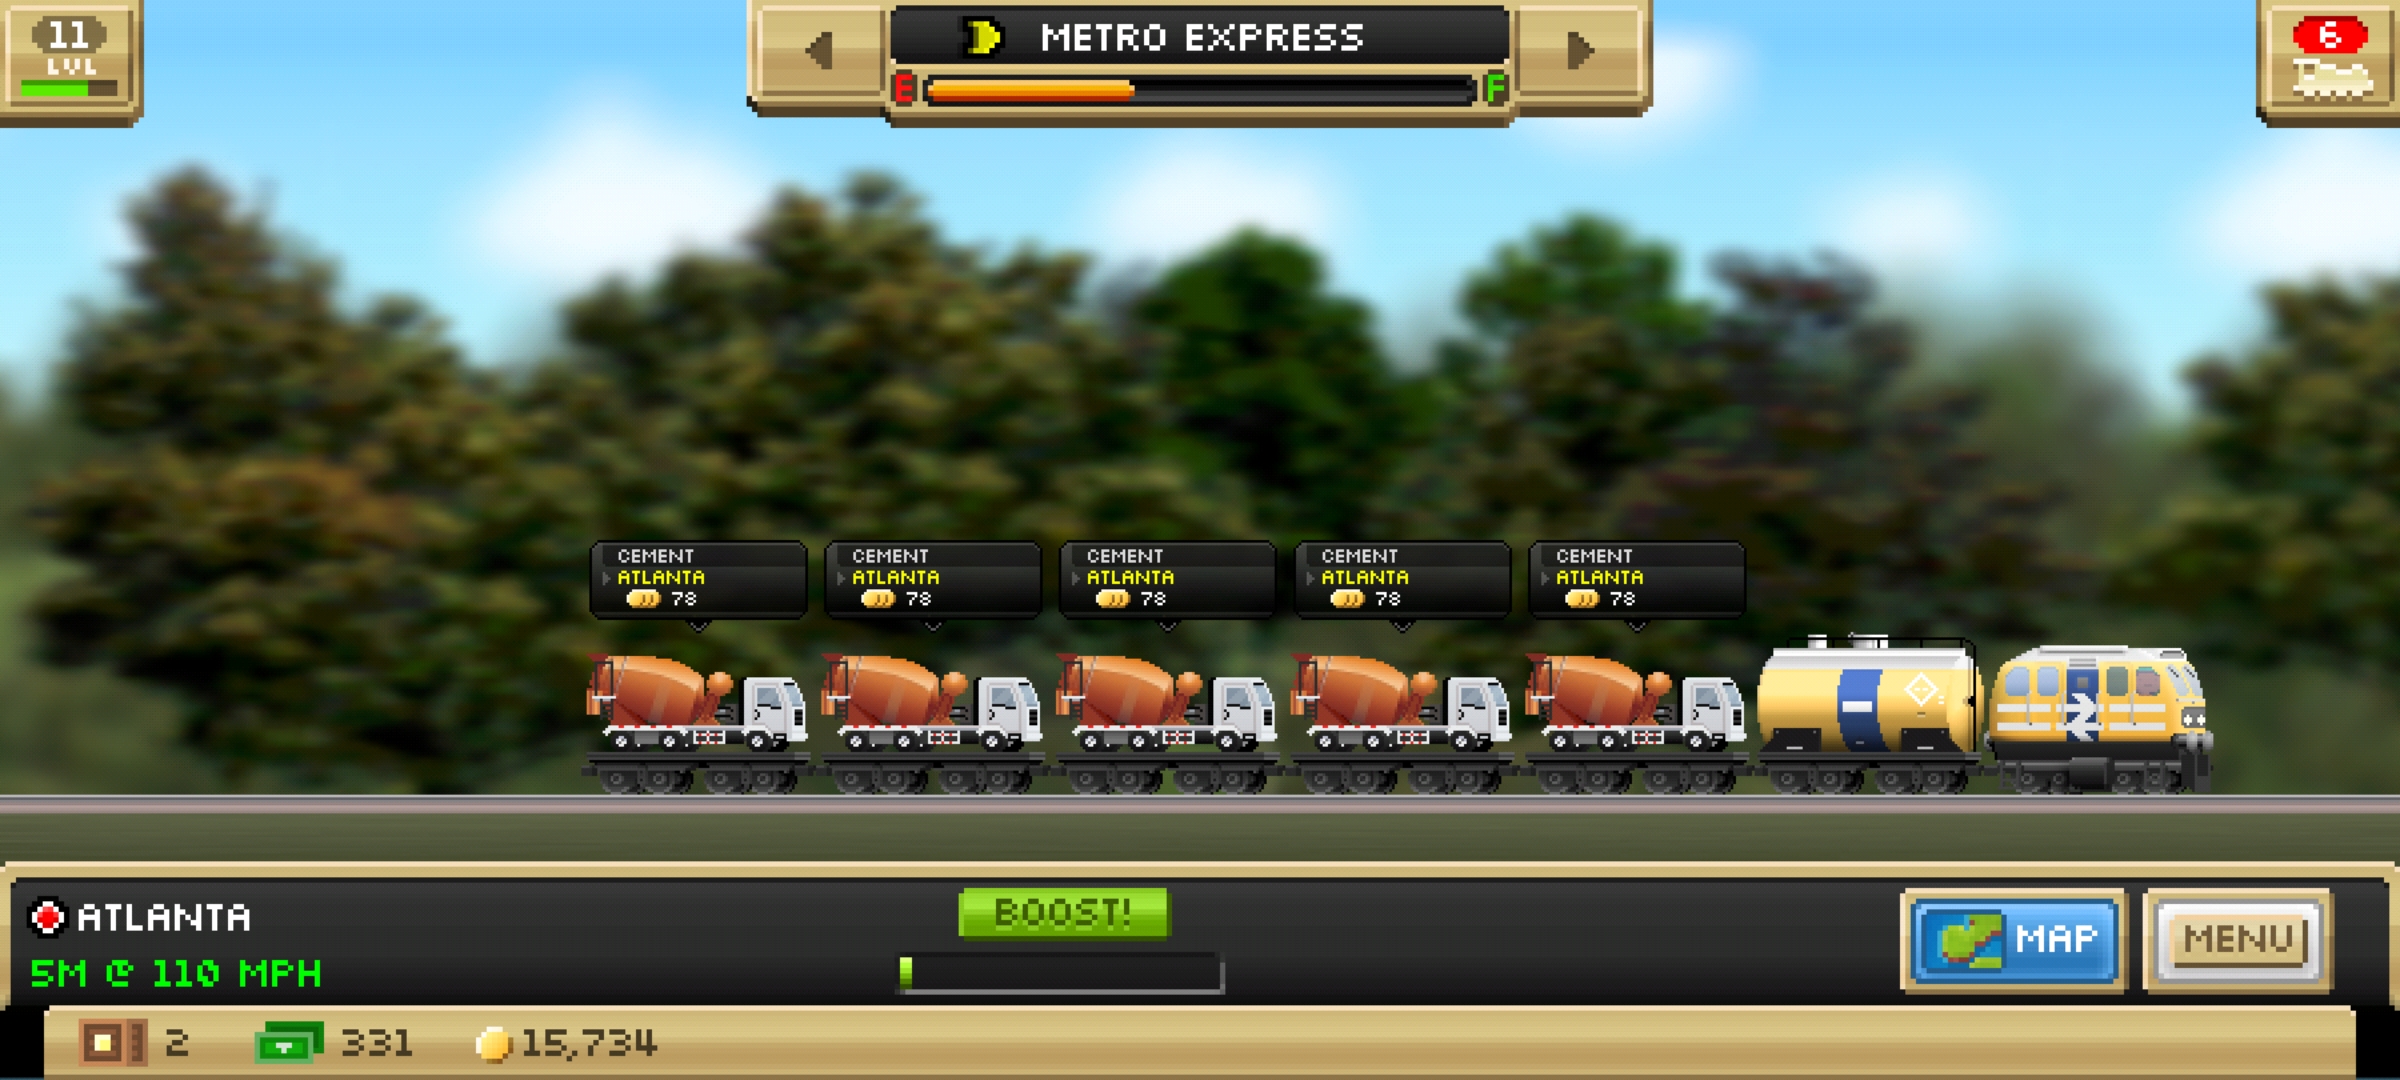 11
LVL
METRO EXPRESS
E F
6
CEMENT CEMENT CEMENT CEMENT CEMENT
ATLANTA ATLANTA ATLANTA ATLANTA ATLANTA
78 78 78 78 78
ATLANTA
5M @ 110 MPH
BOOST!
MAP
MENU
2 331 15,734